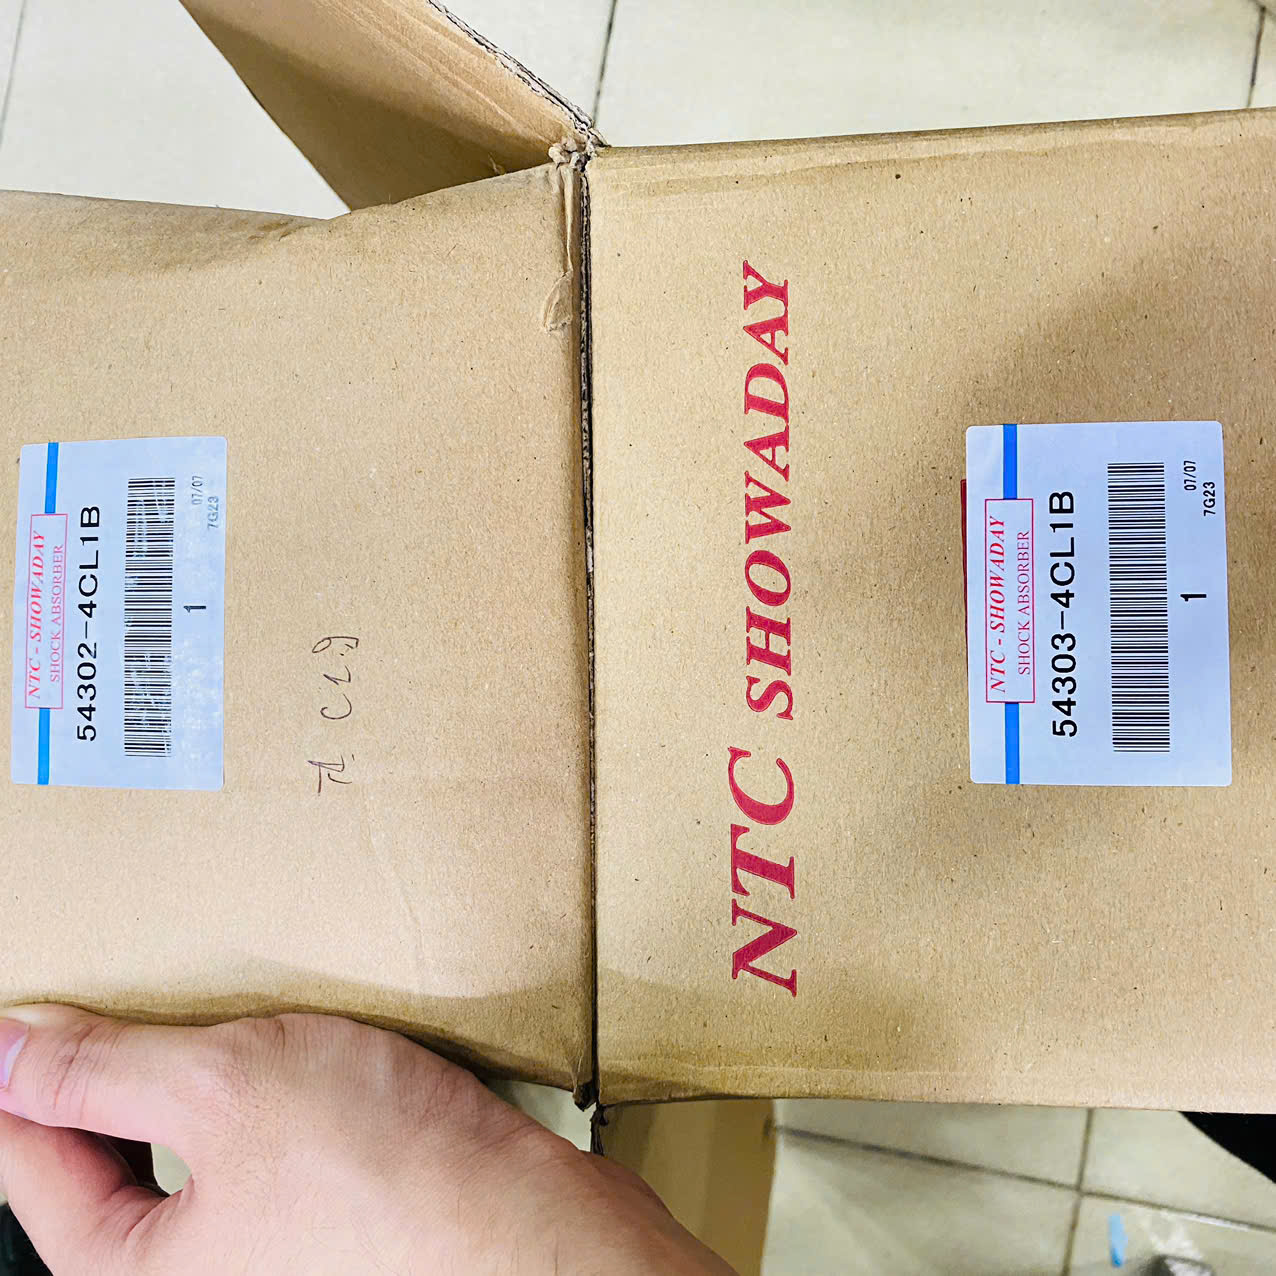 NTC - SHOWADAY
SHOCK ABSORBER
54302-4CL1B
1
07/07
7G23
NTC SHOWADAY
NTC - SHOWADAY
SHOCK ABSORBER
54303-4CL1B
1
07/07
7G23